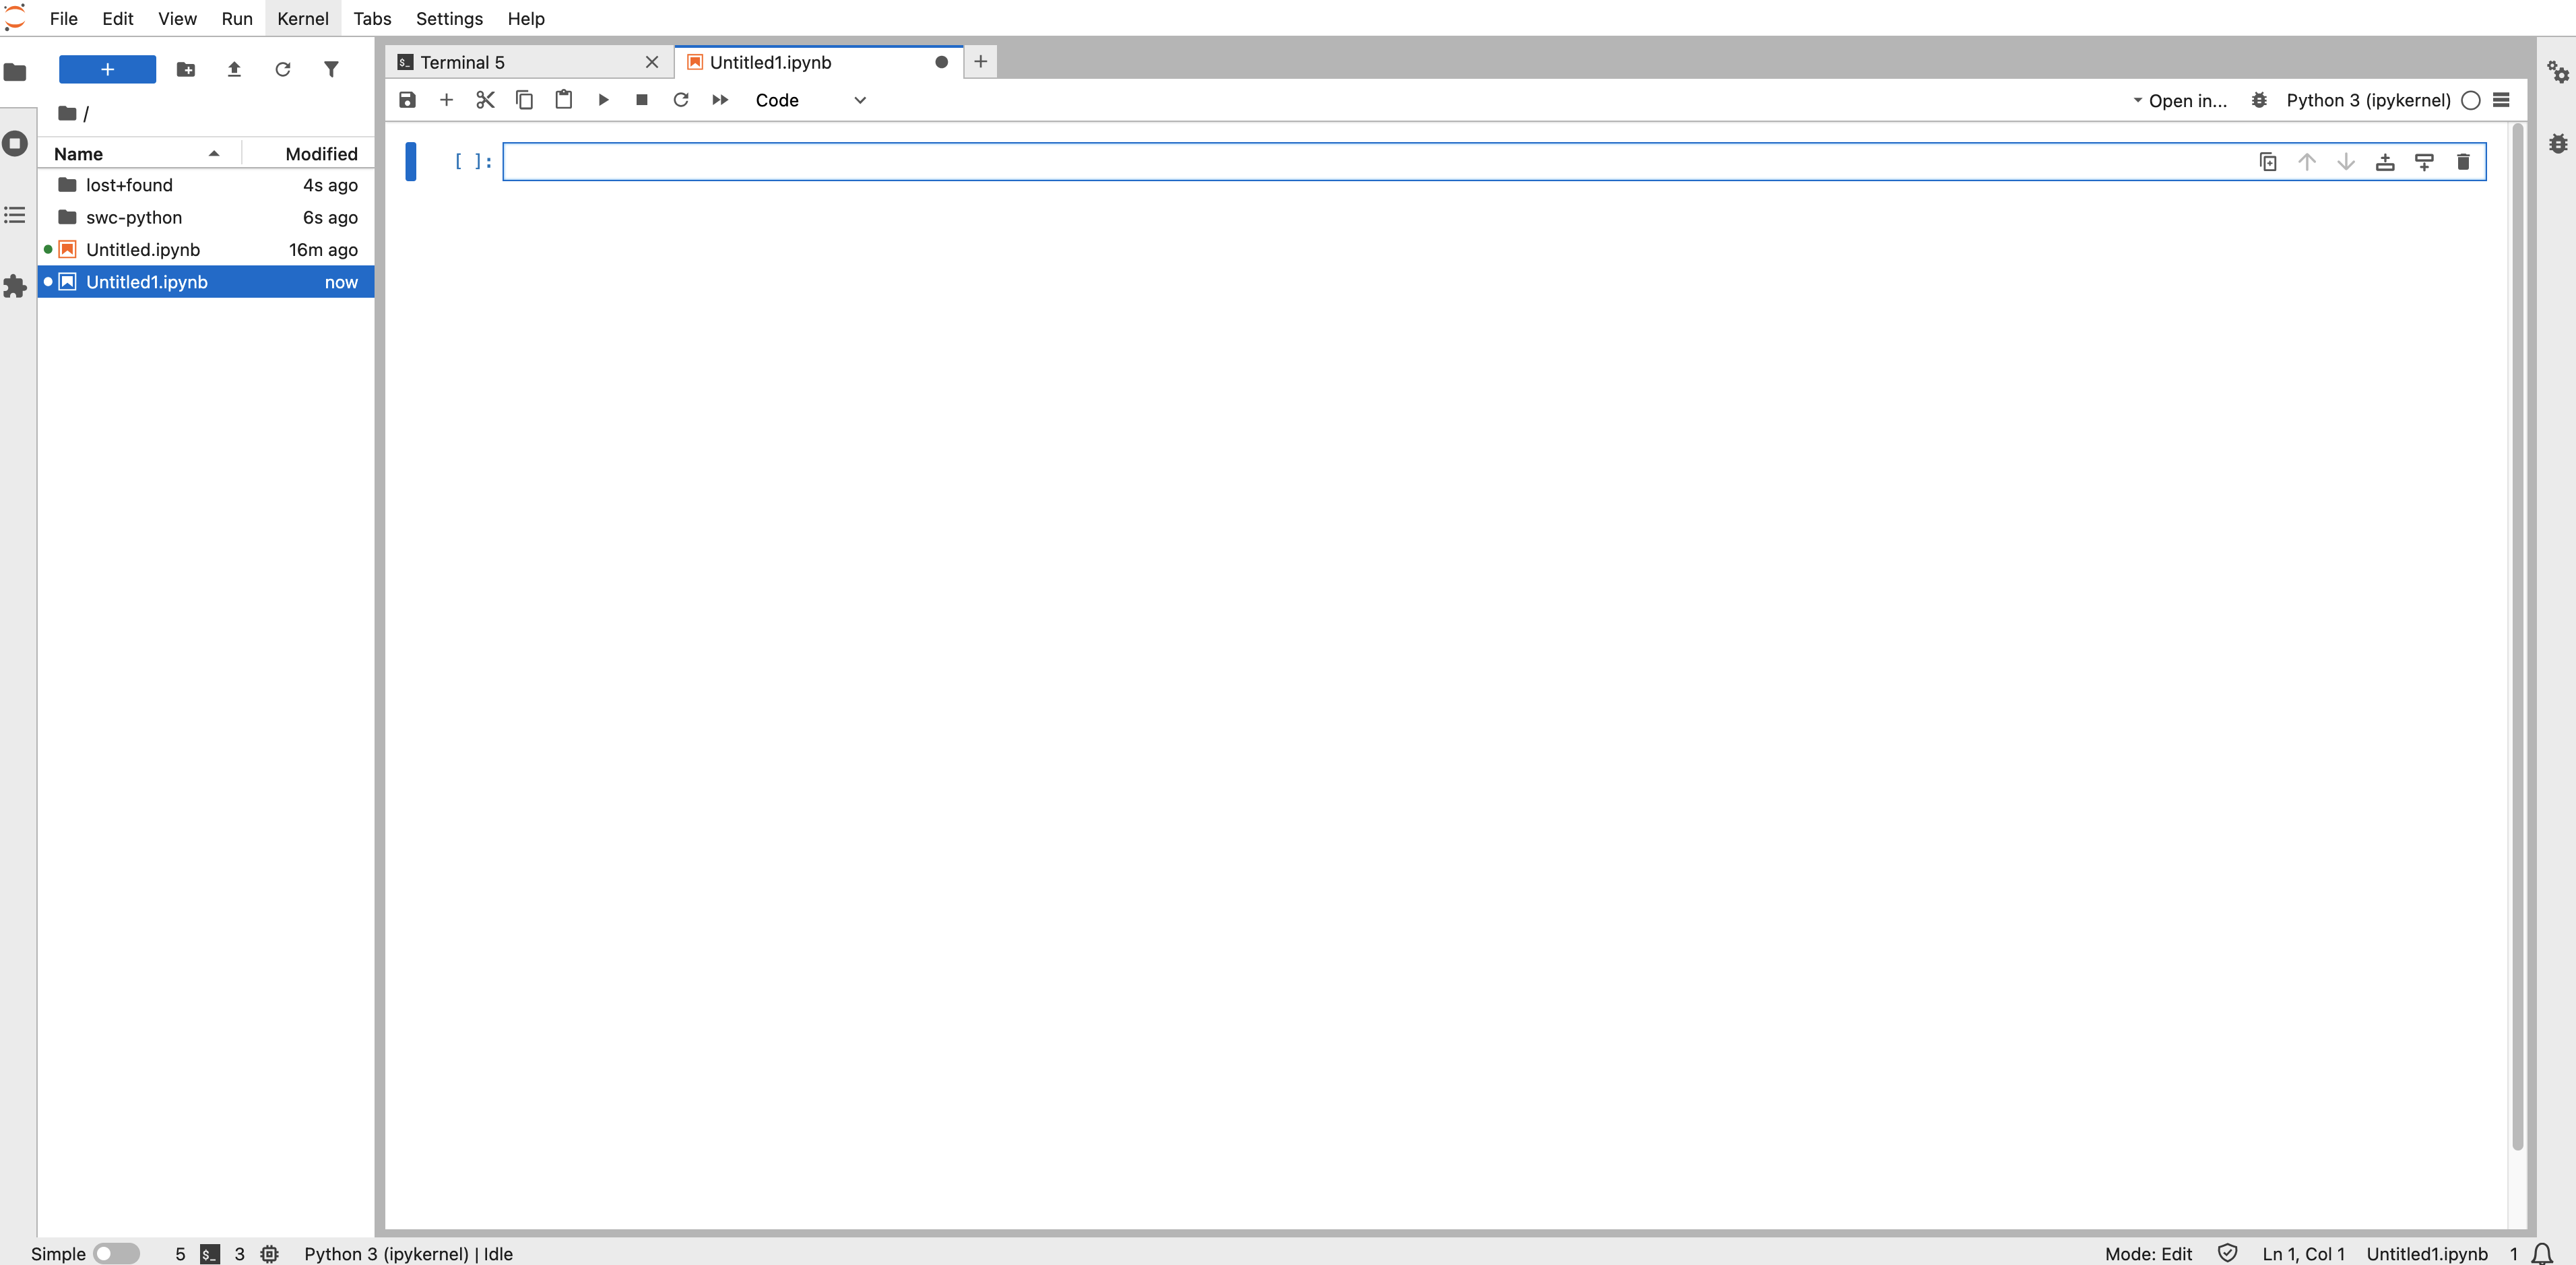 File Edit View Run Kernel Tabs Settings Help
Terminal 5
Untitled1.ipynb
Code
Open in...
Python 3 (ipykernel)
/
Name Modified
lost+found 4s ago
swc-python 6s ago
Untitled.ipynb 16m ago
Untitled1.ipynb now
[ ]:
Simple 5 $_ 3 Python 3 (ipykernel) | Idle Mode: Edit Ln 1, Col 1 Untitled1.ipynb 1